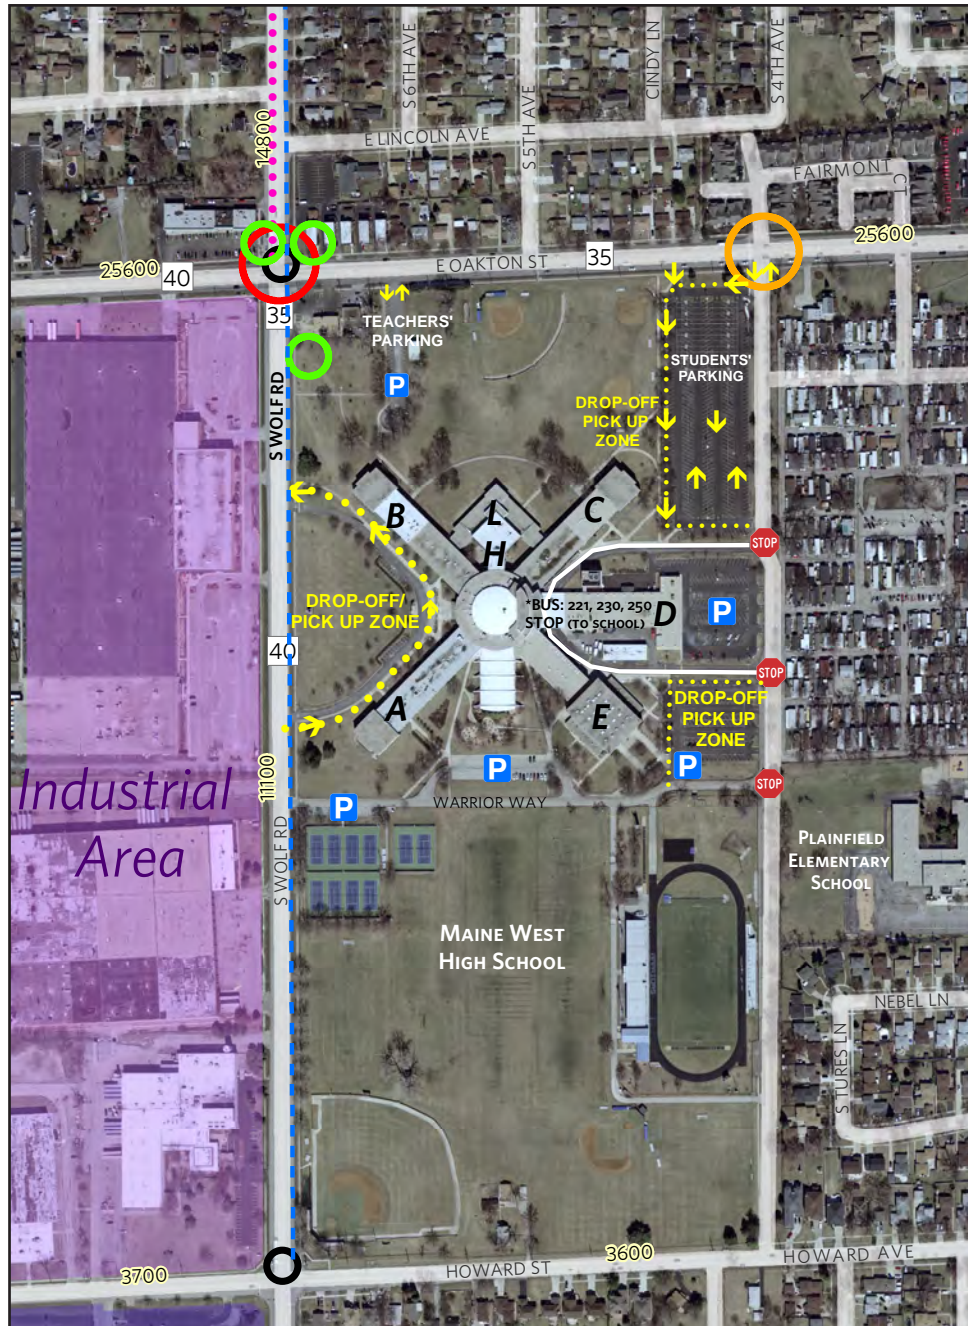 S 6TH AVE
CINDY LN
S 4TH AVE
14800
E LINCOLN AVE
S 5TH AVE
FAIRMONT
CT
25600
25600
40
E OAKTON ST
35
35
TEACHERS'
PARKING
P
STUDENTS'
PARKING
S WOLF RD
DROP-OFF
PICK UP
ZONE
B
L
C
H
STOP
DROP-OFF/
PICK UP ZONE
*BUS: 221, 230, 250
STOP (TO SCHOOL)
D
P
40
STOP
A
E
DROP-OFF
PICK UP
ZONE
P
P
STOP
11100
Industrial
Area
P
WARRIOR WAY
S WOLF RD
PLAINFIELD
ELEMENTARY
SCHOOL
MAINE WEST
HIGH SCHOOL
NEBEL LN
S TURES LN
3600
HOWARD AVE
3700
HOWARD ST